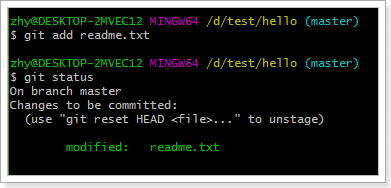 zhy@DESKTOP-2MVEC12 MINGW64 /d/test/hello (master)
$ git add readme.txt
zhy@DESKTOP-2MVEC12 MINGW64 /d/test/hello (master)
$ git status
On branch master
Changes to be committed:
(use "git reset HEAD <file>..." to unstage)
modified: readme.txt